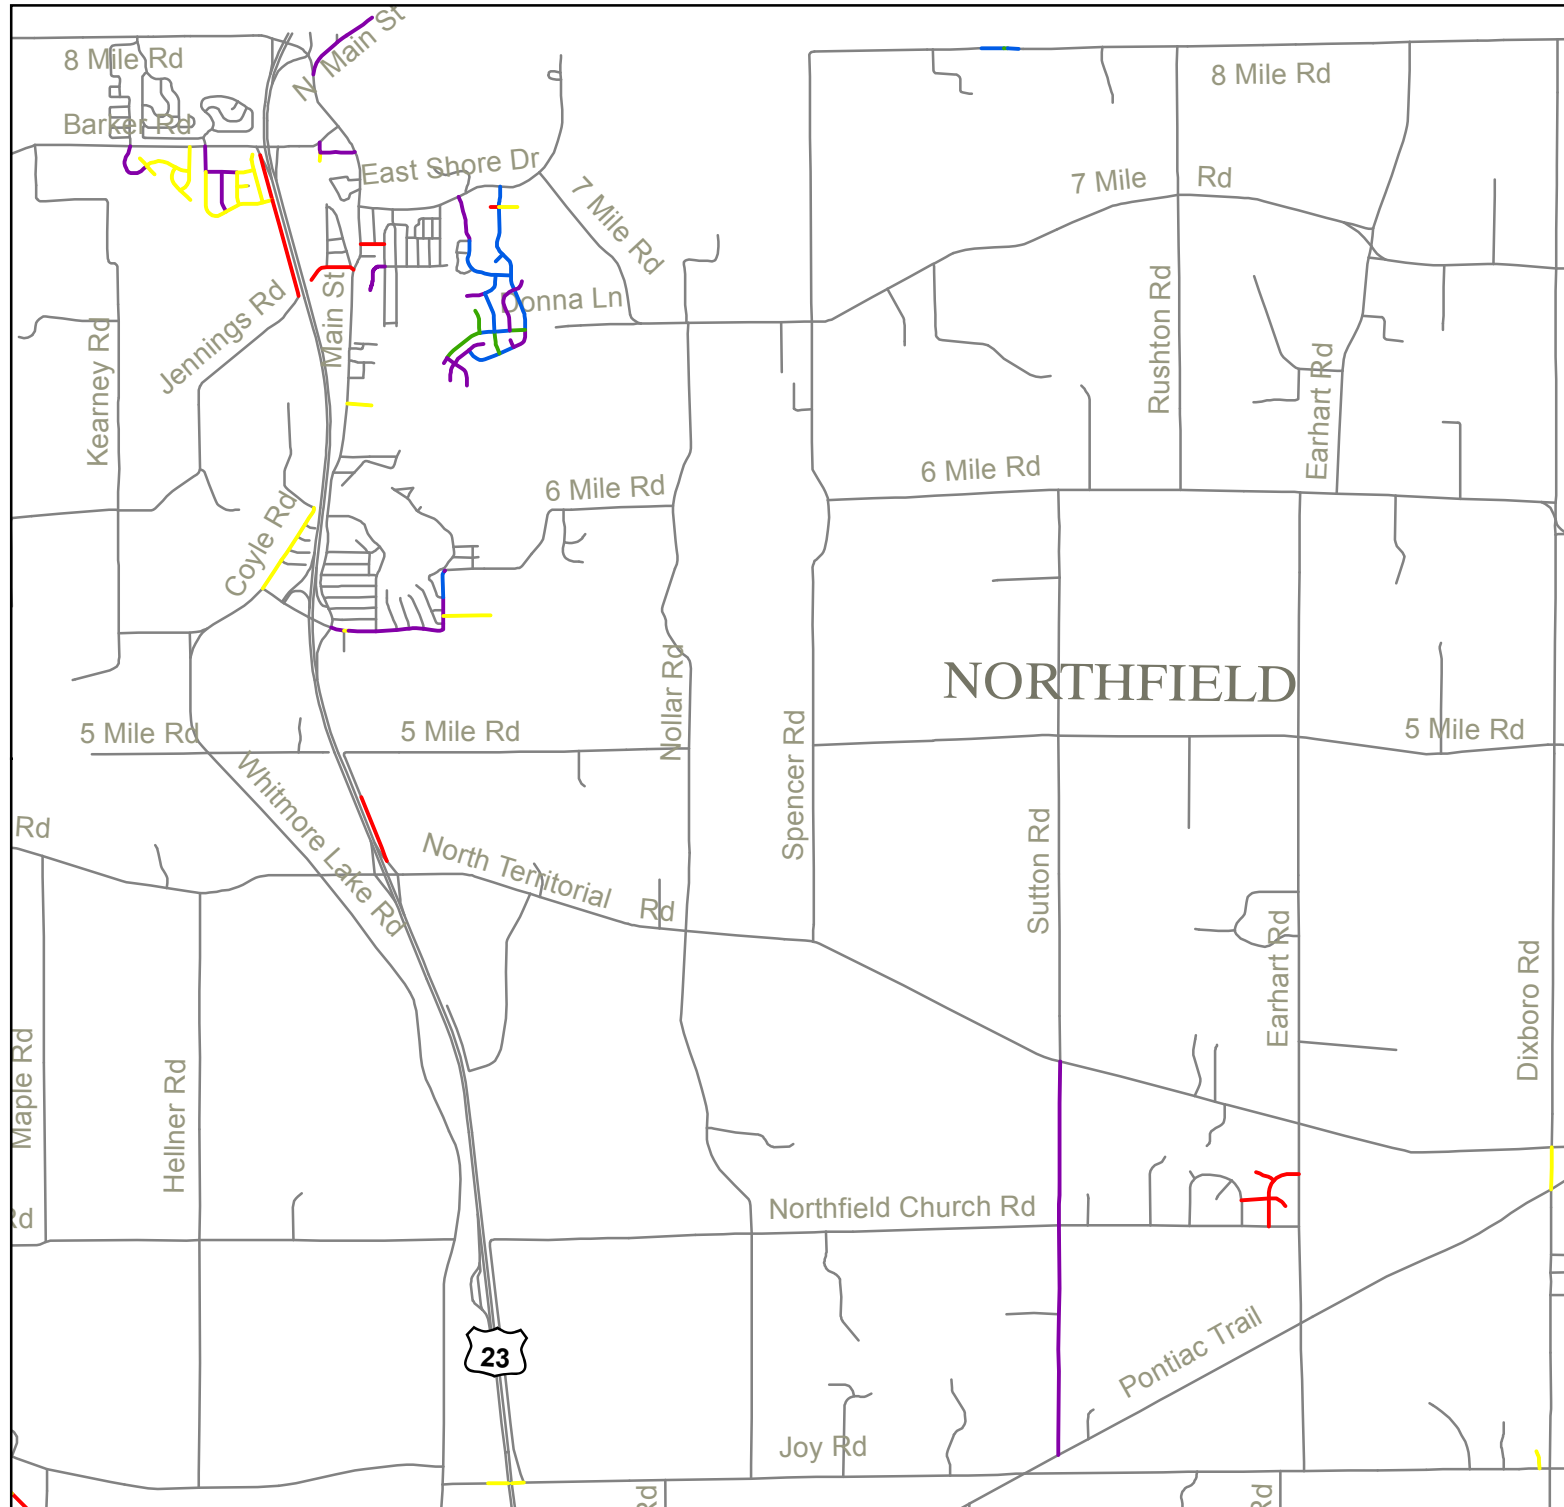 N Main St
8 Mile Rd
8 Mile Rd
Barker Rd
East Shore Dr
7 Mile Rd
7 Mile Rd
Donna Ln
Jennings Rd
Main St
Kearney Rd
Rushton Rd
Earhart Rd
6 Mile Rd
6 Mile Rd
Coyle Rd
NORTHFIELD
Nollar Rd
5 Mile Rd
5 Mile Rd
5 Mile Rd
Spencer Rd
Whitmore Lake Rd
Rd
North Territorial Rd
Sutton Rd
Earhart Rd
Dixboro Rd
Maple Rd
Hellner Rd
Rd
Northfield Church Rd
23
Pontiac Trail
Joy Rd
Rd
Rd